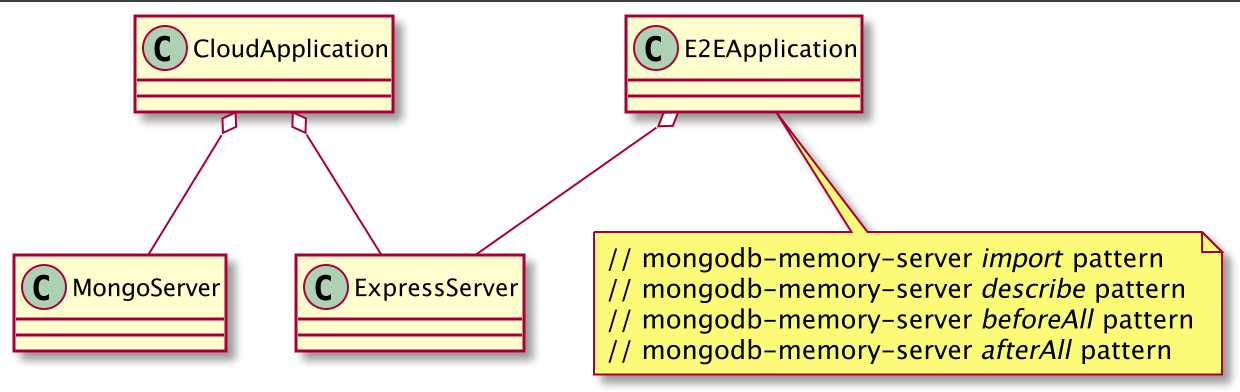 C CloudApplication
C E2EApplication
C MongoServer
C ExpressServer
// mongodb-memory-server import pattern
// mongodb-memory-server describe pattern
// mongodb-memory-server beforeAll pattern
// mongodb-memory-server afterAll pattern